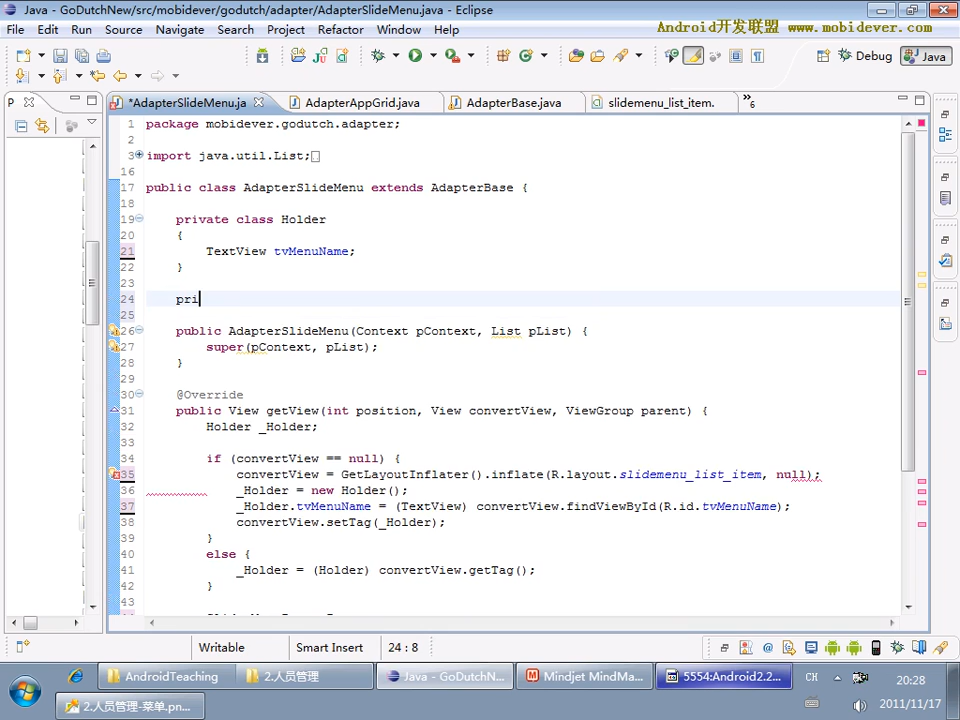 Java - GoDutchNew/src/mobidever/godutch/adapter/AdapterSlideMenu.java - Eclipse
File Edit Run Source Navigate Search Project Refactor Window Help
Android开发联盟 www.mobidever.com
Debug Java
P *AdapterSlideMenu.ja AdapterAppGrid.java AdapterBase.java slidemenu_list_item. »6
1 package mobidever.godutch.adapter;
2
3 import java.util.List;
16
17 public class AdapterSlideMenu extends AdapterBase {
18
19 private class Holder
20 {
21 TextView tvMenuName;
22 }
23
24 pri
25
26 public AdapterSlideMenu(Context pContext, List pList) {
27 super(pContext, pList);
28 }
29
30 @Override
31 public View getView(int position, View convertView, ViewGroup parent) {
32 Holder _Holder;
33
34 if (convertView == null) {
35 convertView = GetLayoutInflater().inflate(R.layout.slidemenu_list_item, null);
36 _Holder = new Holder();
37 _Holder.tvMenuName = (TextView) convertView.findViewById(R.id.tvMenuName);
38 convertView.setTag(_Holder);
39 }
40 else {
41 _Holder = (Holder) convertView.getTag();
42 }
43
Writable Smart Insert 24 : 8
AndroidTeaching 2.人员管理 Java - GoDutchN... Mindjet MindMa... 5554:Android2.2... CH 20:28
2.人员管理-菜单.pn... 2011/11/17